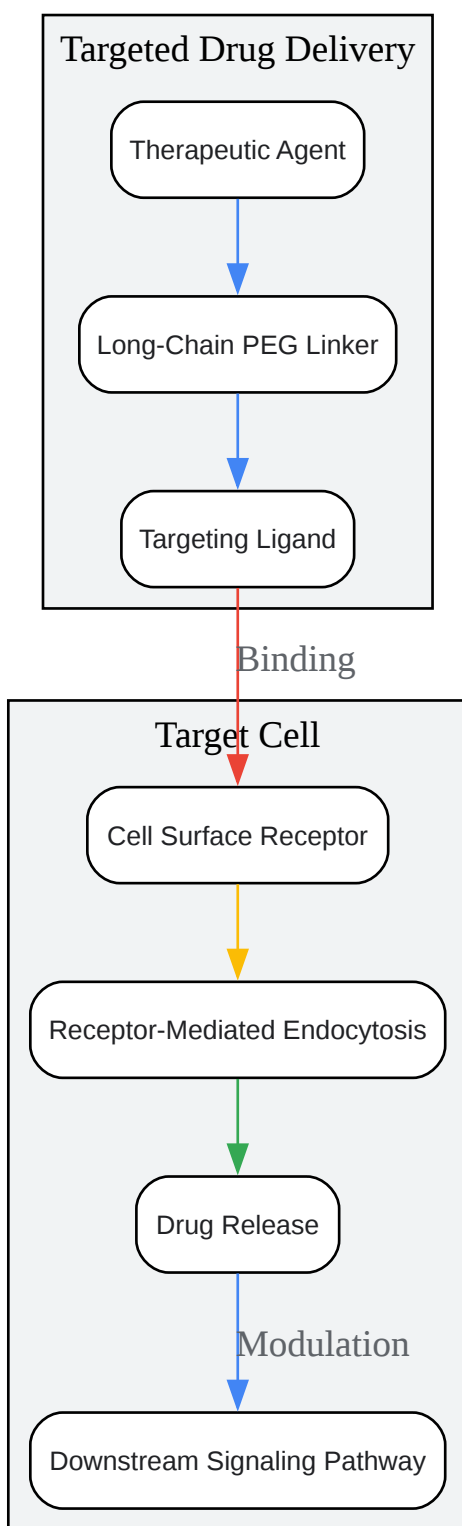 Targeted Drug Delivery
Therapeutic Agent
Long-Chain PEG Linker
Targeting Ligand
Binding
Target Cell
Cell Surface Receptor
Receptor-Mediated Endocytosis
Drug Release
Modulation
Downstream Signaling Pathway